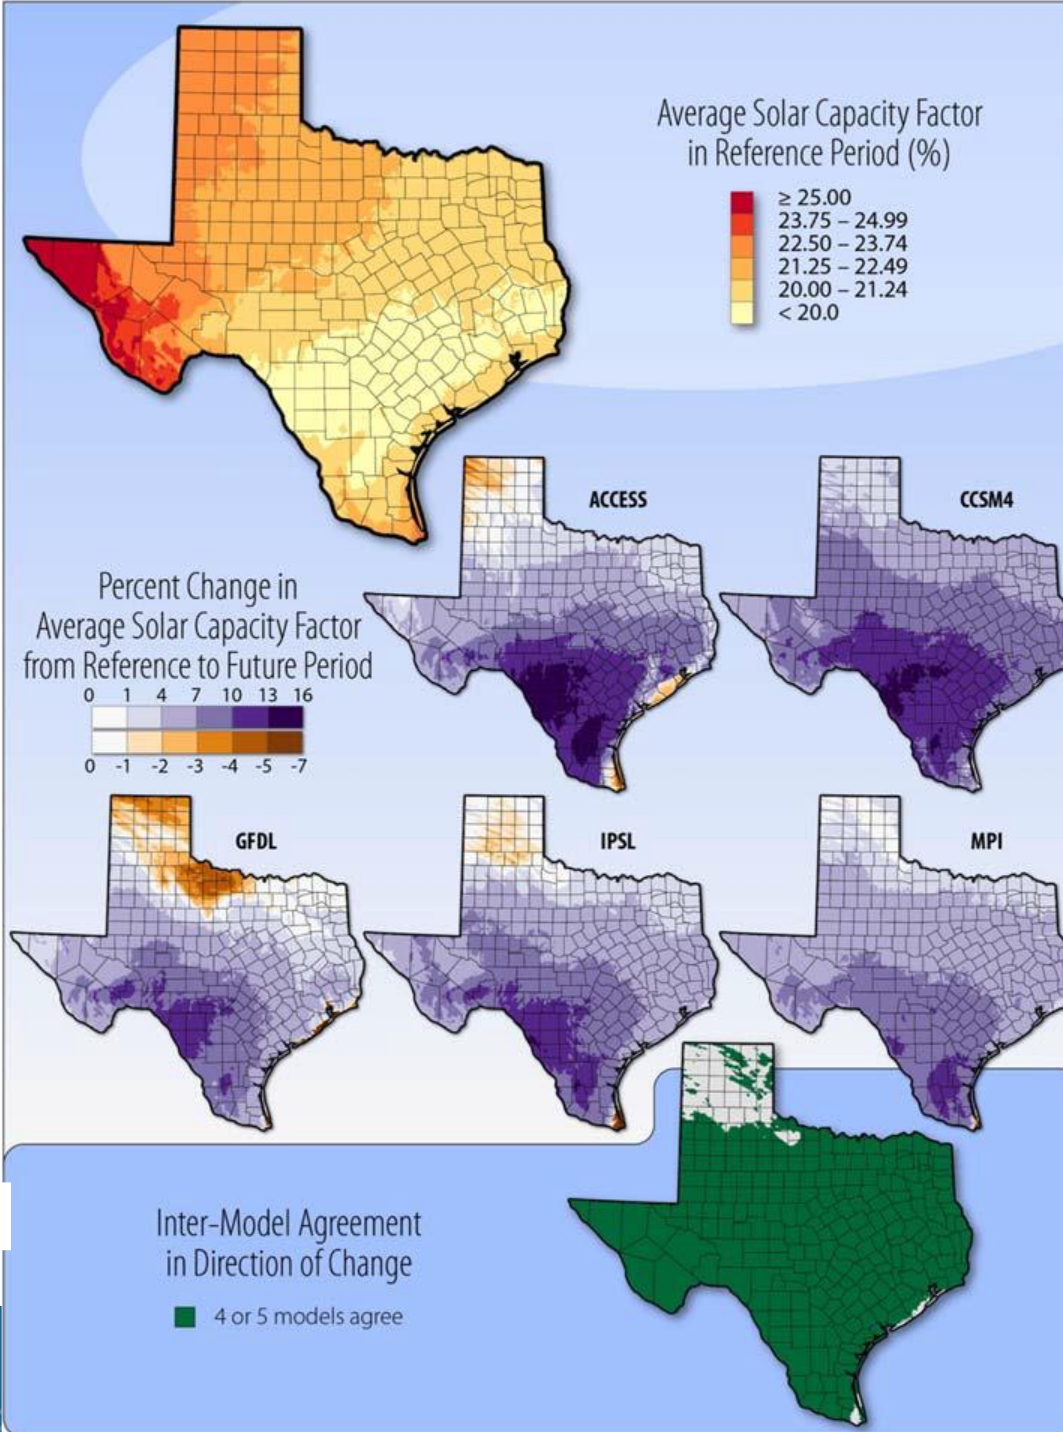 Average Solar Capacity Factor
in Reference Period (%)
≥ 25.00
23.75 – 24.99
22.50 – 23.74
21.25 – 22.49
20.00 – 21.24
< 20.0
ACCESS
CCSM4
Percent Change in
Average Solar Capacity Factor
from Reference to Future Period
0 1 4 7 10 13 16
0 -1 -2 -3 -4 -5 -7
GFDL
IPSL
MPI
Inter-Model Agreement
in Direction of Change
4 or 5 models agree